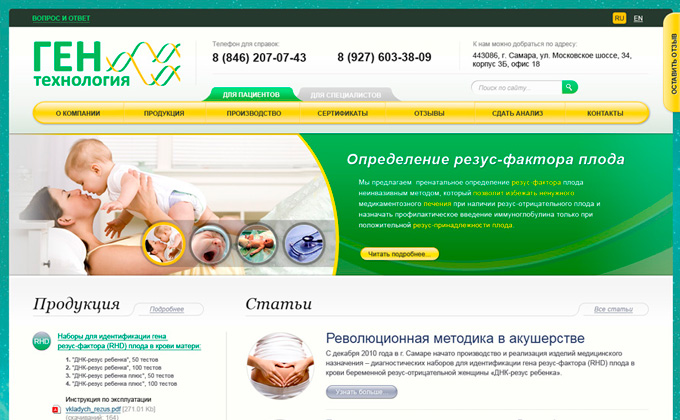 ВОПРОС И ОТВЕТ
RU EN
ГЕН
технология
Телефон для справок:
8 (846) 207-07-43 8 (927) 603-38-09
К нам можно добраться по адресу:
443086, г. Самара, ул. Московское шоссе, 34,
корпус 3Б, офис 18
ОСТАВИТЬ ОТЗЫВ
ДЛЯ ПАЦИЕНТОВ ДЛЯ СПЕЦИАЛИСТОВ
Поиск по сайту...
О КОМПАНИИ ПРОДУКЦИЯ ПРОИЗВОДСТВО СЕРТИФИКАТЫ ОТЗЫВЫ СДАТЬ АНАЛИЗ КОНТАКТЫ
Определение резус-фактора плода
Мы предлагаем пренатальное определение резус-фактора плода
неинвазивным методом, который позволит избежать ненужного
медикаментозного лечения при наличии резус-отрицательного плода и
назначать профилактическое введение иммуноглобулина только при
положительной резус-принадлежности плода.
Читать подробнее...
Продукция Подробнее
Статьи Все статьи
RHD
Наборы для идентификации гена
резус-фактора (RHD) плода в крови матери:
1. "ДНК-резус ребенка", 50 тестов
2. "ДНК-резус ребенка", 100 тестов
3. "ДНК-резус ребенка плюс", 50 тестов
4. "ДНК-резус ребенка плюс", 100 тестов
Инструкция по эксплуатации
vkladych_rezus.pdf [271.01 Kb]
(скачиваний: 164)
Революционная методика в акушерстве
С декабря 2010 года в г. Самаре начато производство и реализация изделий медицинского
назначения – диагностических наборов для идентификации гена резус-фактора (RHD) плода в
крови беременной резус-отрицательной женщины «ДНК-резус ребенка».
Узнать больше